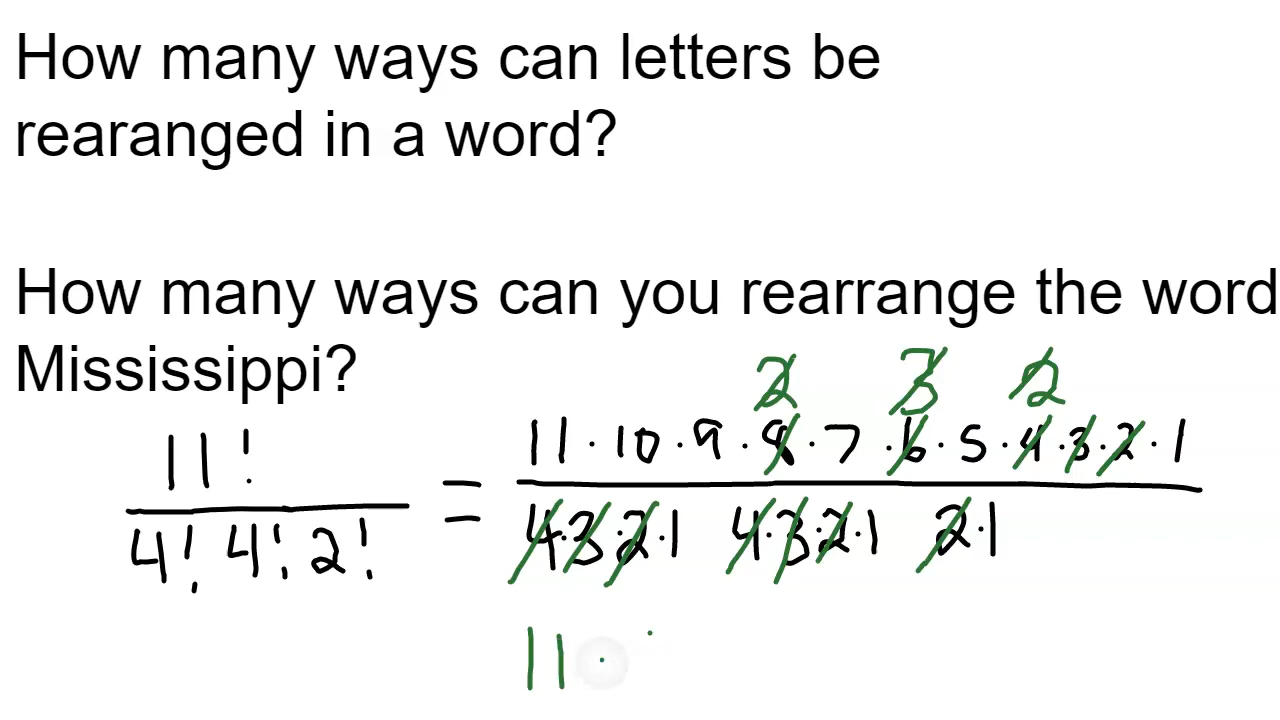 How many ways can letters be
rearanged in a word?
How many ways can you rearrange the word
Mississippi?
2 3 2
11! = 11·10·9·8·7·6·5·4·3·2·1
4! 4! 2! 4·3·2·1 4·3·2·1 2·1
11·